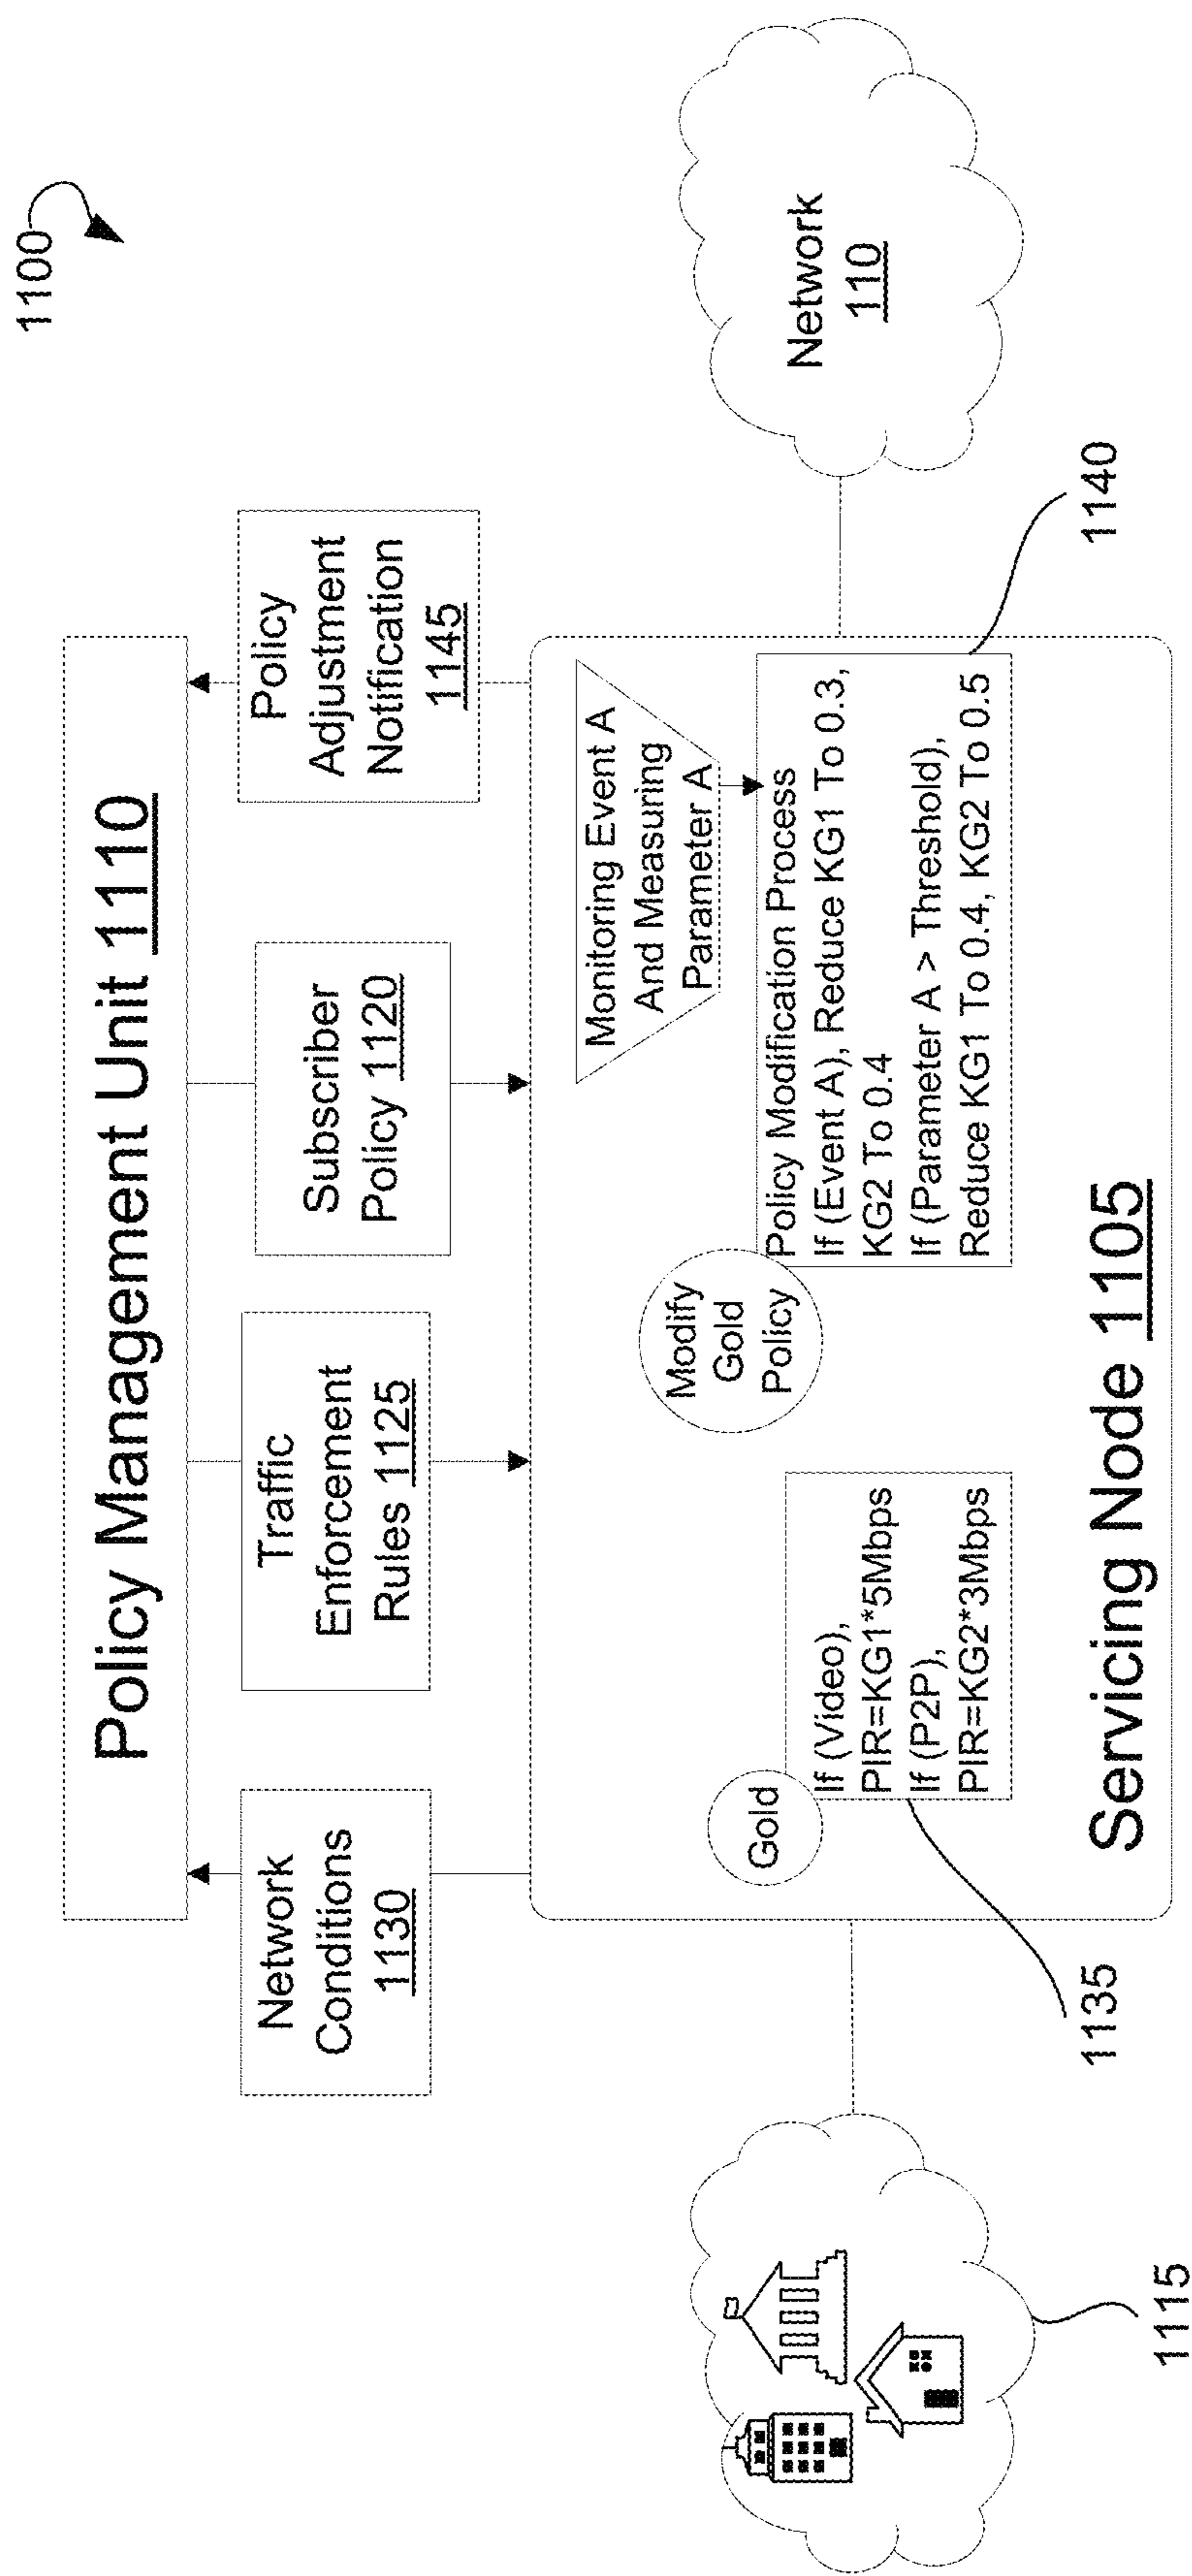 1100
Policy Management Unit 1110
Network
Conditions
1130
Traffic
Enforcement
Rules 1125
Subscriber
Policy 1120
Policy
Adjustment
Notification
1145
Monitoring Event A
And Measuring
Parameter A
Gold
If (Video),
PIR=KG1*5Mbps
If (P2P),
PIR=KG2*3Mbps
Modify
Gold
Policy
Policy Modification Process
If (Event A), Reduce KG1 To 0.3,
KG2 To 0.4
If (Parameter A > Threshold),
Reduce KG1 To 0.4, KG2 To 0.5
Servicing Node 1105
Network
110
1115
1135
1140